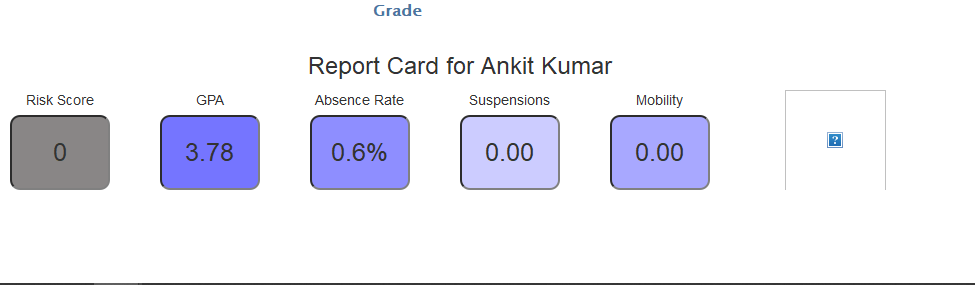 Grade
Report Card for Ankit Kumar
Risk Score GPA Absence Rate Suspensions Mobility
0 3.78 0.6% 0.00 0.00
?